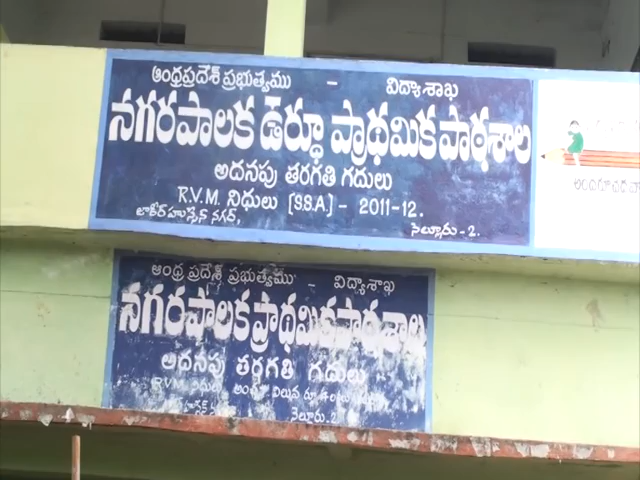 ఆంధ్రప్రదేశ్ ప్రభుత్వము - విద్యాశాఖ
నగరపాలక ఉర్దూ ప్రాథమిక పాఠశాల
అదనపు తరగతి గదులు
R.V.M. నిధులు [S.S.A.] - 2011-12.
జాకీర్ హుస్సేన్ నగర్, నెల్లూరు - 2.
ఆంధ్ర ప్రదేశ్ ప్రభుత్వము - విద్యాశాఖ
నగరపాలక ప్రాథమిక పాఠశాల
అదనపు తరగతి గదులు
R.V.M. నిధులు
హుస్సేన్ నెల్లూరు-2